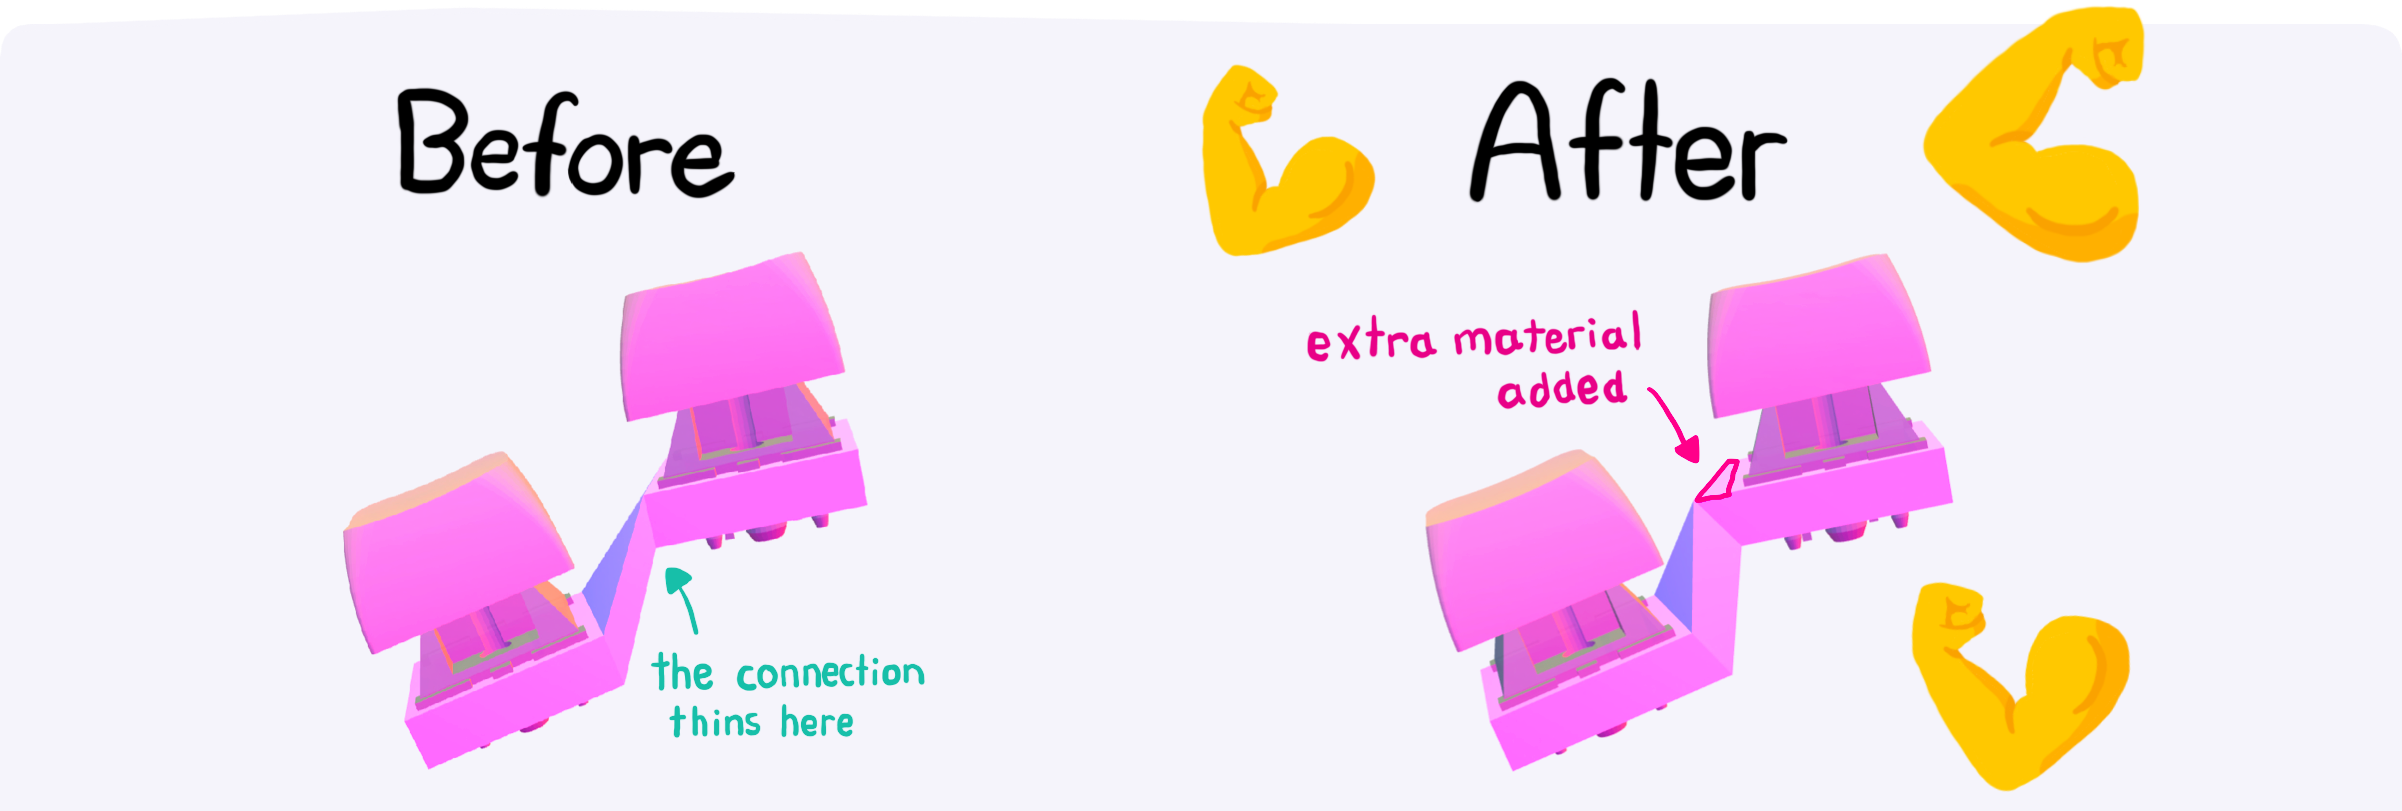 Before
After
extra material
added
the connection
thins here